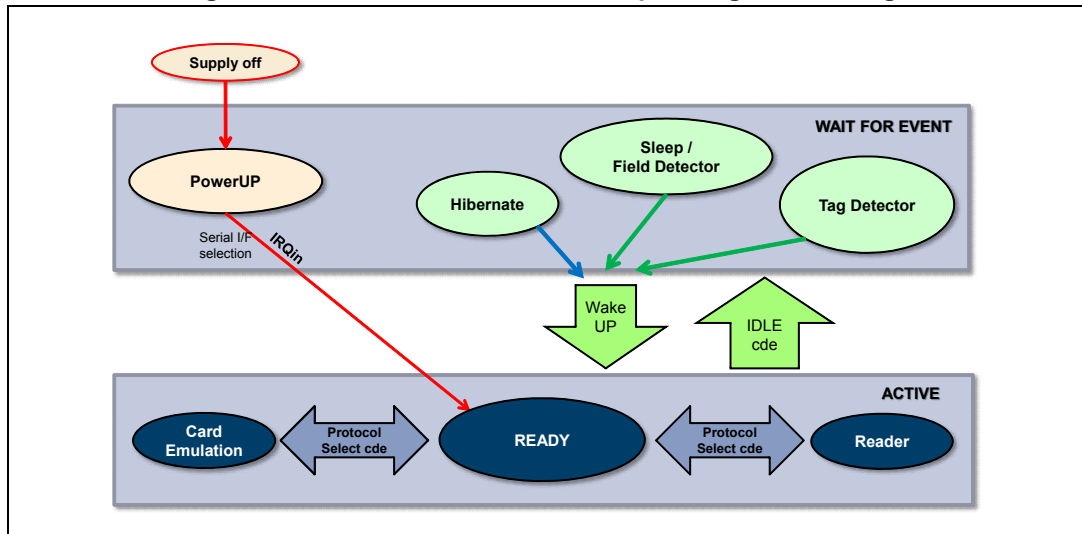 Supply off
WAIT FOR EVENT
PowerUP
Sleep /
Field Detector
Hibernate
Tag Detector
Serial I/F
selection
IRQin
Wake
UP
IDLE
cde
ACTIVE
Card
Emulation
Protocol
Select cde
READY
Protocol
Select cde
Reader